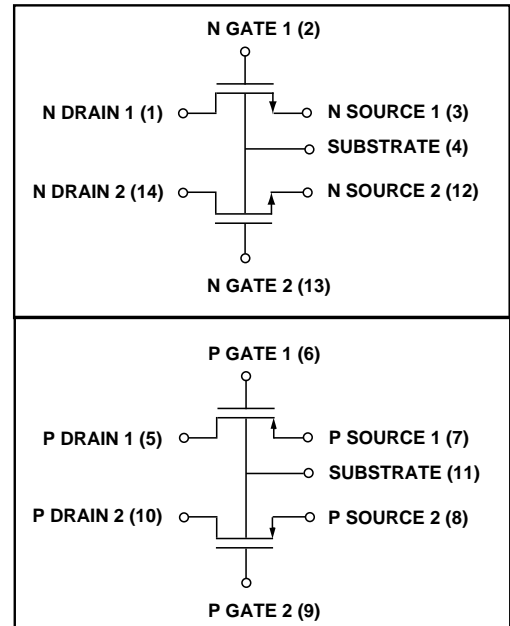 N GATE 1 (2)
N DRAIN 1 (1)
N SOURCE 1 (3)
SUBSTRATE (4)
N DRAIN 2 (14)
N SOURCE 2 (12)
N GATE 2 (13)
P GATE 1 (6)
P DRAIN 1 (5)
P SOURCE 1 (7)
SUBSTRATE (11)
P DRAIN 2 (10)
P SOURCE 2 (8)
P GATE 2 (9)